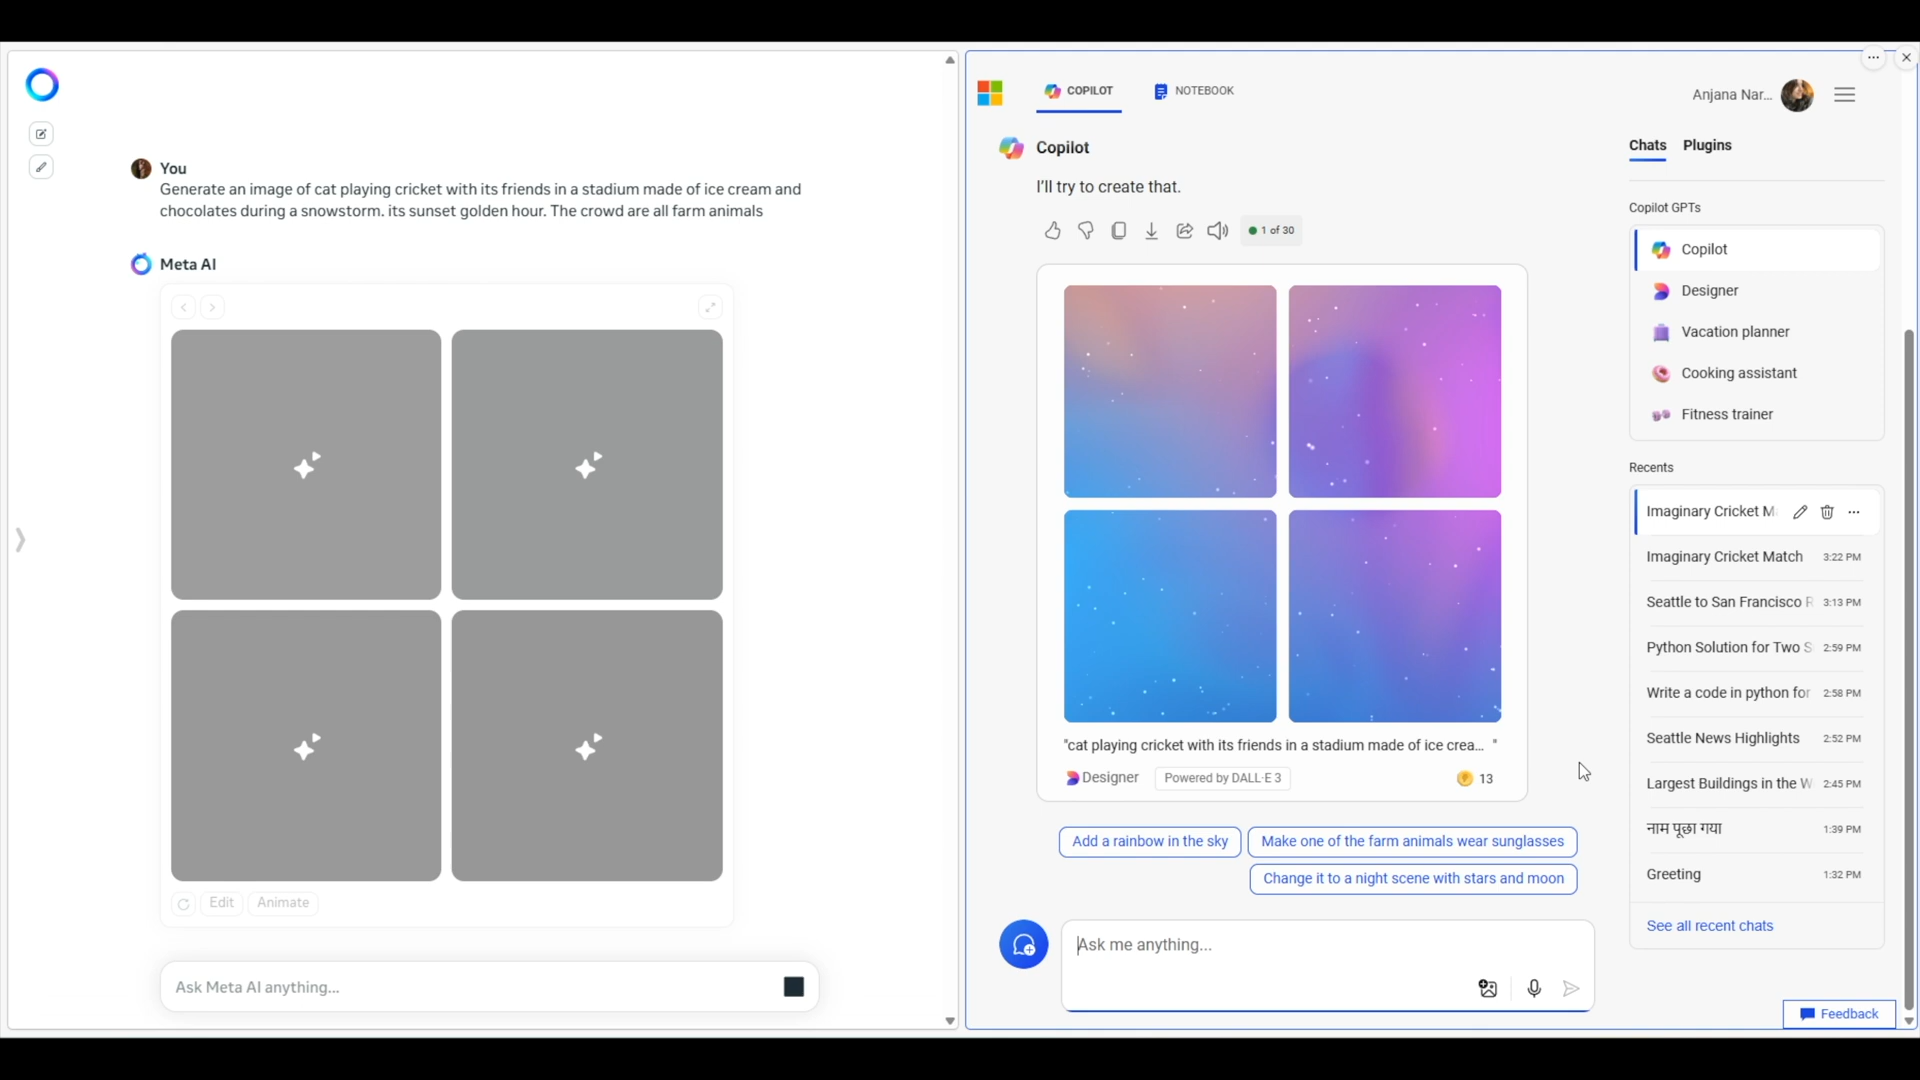 You
Generate an image of cat playing cricket with its friends in a stadium made of ice cream and
chocolates during a snowstorm. its sunset golden hour. The crowd are all farm animals
Meta AI
Edit
Animate
Ask Meta AI anything...
COPILOT
NOTEBOOK
Anjana Nar...
Copilot
I'll try to create that.
1 of 30
"cat playing cricket with its friends in a stadium made of ice crea... "
Designer
Powered by DALL·E 3
13
Add a rainbow in the sky
Make one of the farm animals wear sunglasses
Change it to a night scene with stars and moon
Ask me anything...
Chats
Plugins
Copilot GPTs
Copilot
Designer
Vacation planner
Cooking assistant
Fitness trainer
Recents
Imaginary Cricket M
Imaginary Cricket Match 3:22 PM
Seattle to San Francisco 3:13 PM
Python Solution for Two S 2:59 PM
Write a code in python for 2:58 PM
Seattle News Highlights 2:52 PM
Largest Buildings in the W 2:45 PM
नाम पूछा गया 1:39 PM
Greeting 1:32 PM
See all recent chats
Feedback